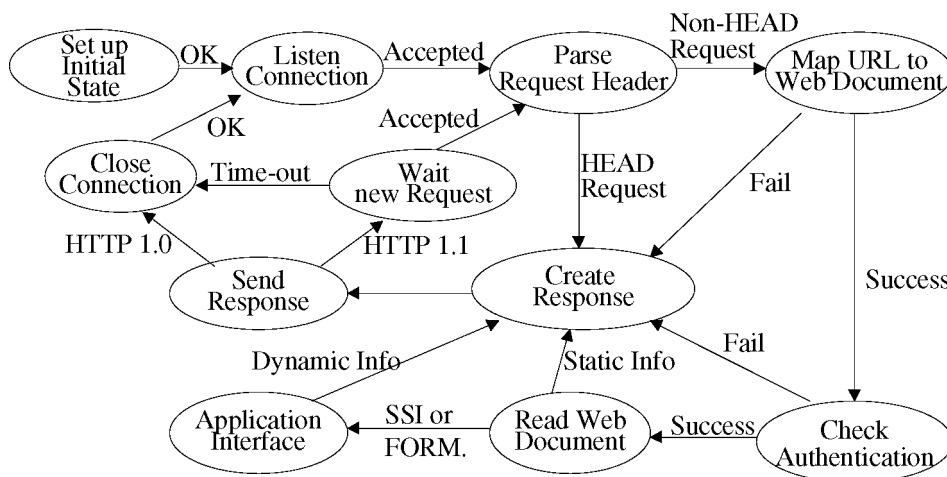 Set up
Initial
State
OK
Listen
Connection
Accepted
Parse
Request Header
Non-HEAD
Request
Map URL to
Web Document
OK
Accepted
Close
Connection
Time-out
Wait
new Request
HEAD
Request
Fail
HTTP 1.0
HTTP 1.1
Send
Response
Create
Response
Success
Dynamic Info
Static Info
Fail
Application
Interface
SSI or
FORM.
Read Web
Document
Success
Check
Authentication